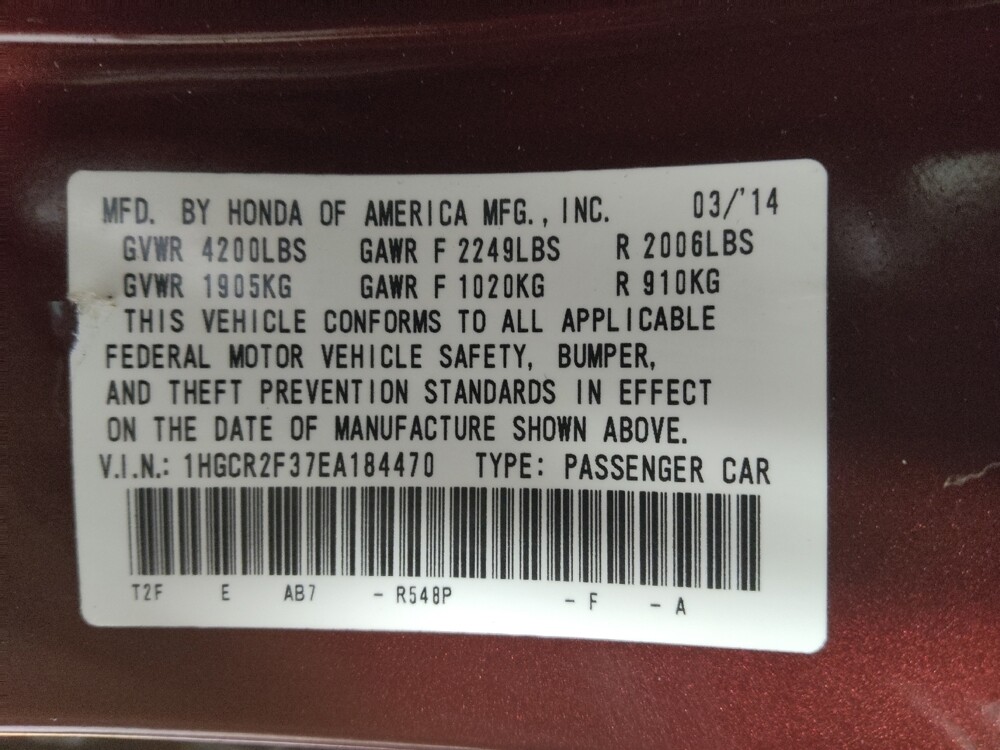 MFD. BY HONDA OF AMERICA MFG., INC. 03/'14
GVWR 4200LBS GAWR F 2249LBS R 2006LBS
GVWR 1905KG GAWR F 1020KG R 910KG
THIS VEHICLE CONFORMS TO ALL APPLICABLE
FEDERAL MOTOR VEHICLE SAFETY, BUMPER,
AND THEFT PREVENTION STANDARDS IN EFFECT
ON THE DATE OF MANUFACTURE SHOWN ABOVE.
V.I.N.: 1HGCR2F37EA184470 TYPE: PASSENGER CAR
T2F E AB7 - R548P - F - A